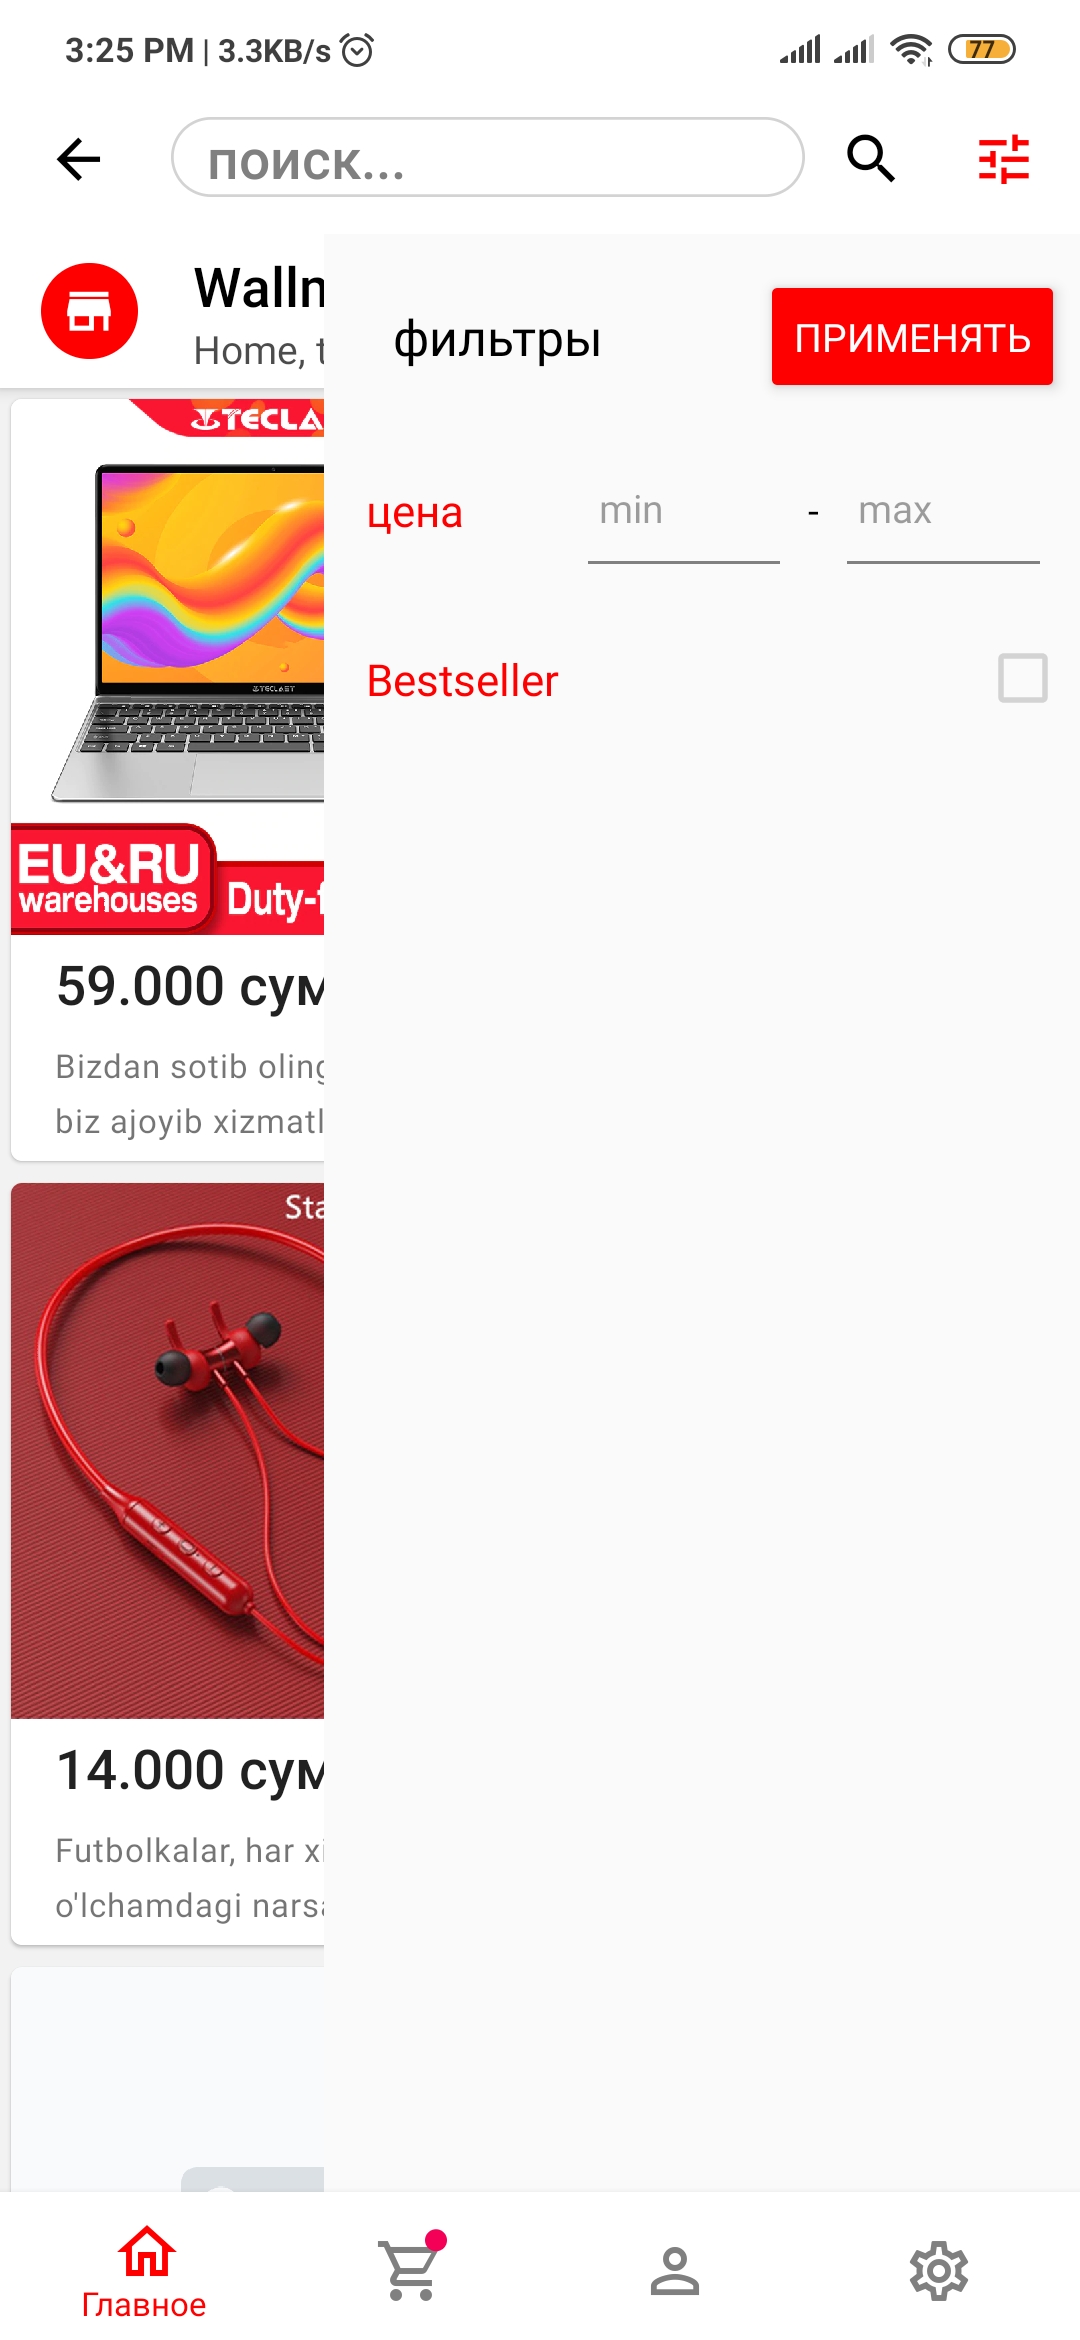 3:25 PM | 3.3KB/s
77
поиск...
Walln
Home, t
фильтры
ПРИМЕНЯТЬ
TECLA
цена
min
-
max
TECLAST
Bestseller
EU&RU
warehouses
Duty-f
59.000 сум
Bizdan sotib oling
biz ajoyib xizmatl
Sta
14.000 сум
Futbolkalar, har xi
o'lchamdagi narsa
Главное